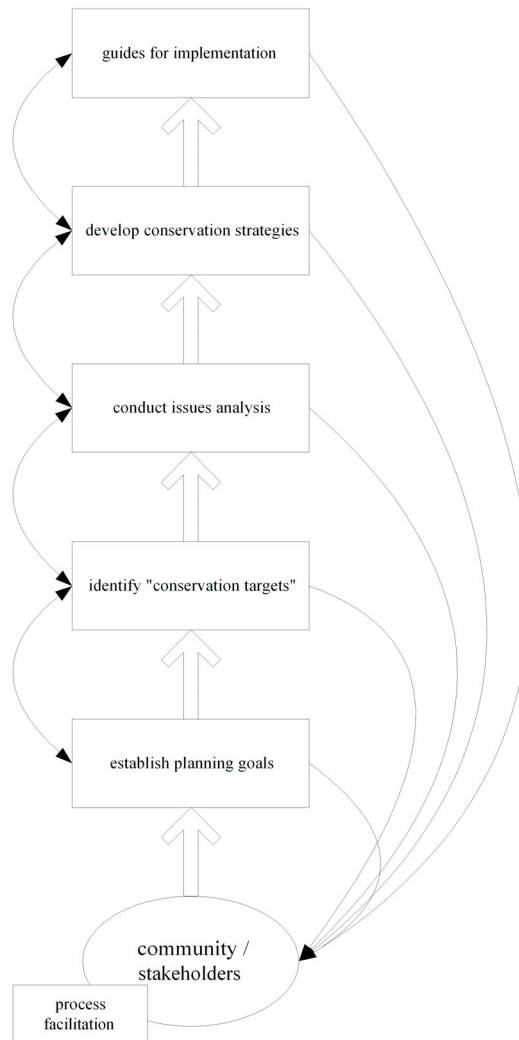 guides for implementation
develop conservation strategies
conduct issues analysis
identify "conservation targets"
establish planning goals
community /
stakeholders
process
facilitation